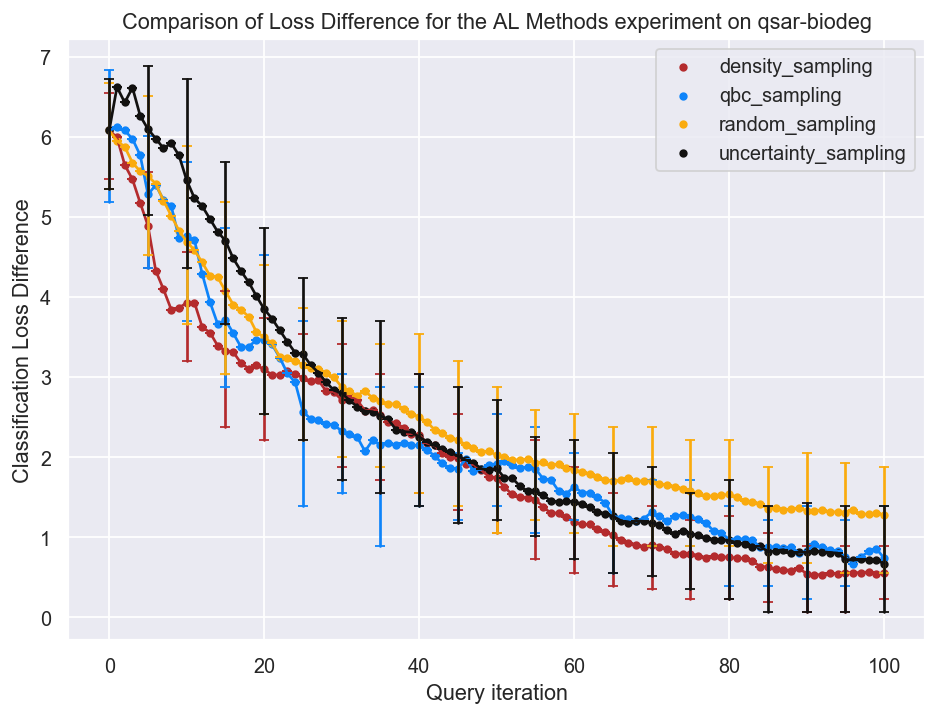 Comparison of Loss Difference for the AL Methods experiment on qsar-biodeg
7
6
5
4
3
2
1
0
Classification Loss Difference
density_sampling
qbc_sampling
random_sampling
uncertainty_sampling
0 20 40 60 80 100
Query iteration